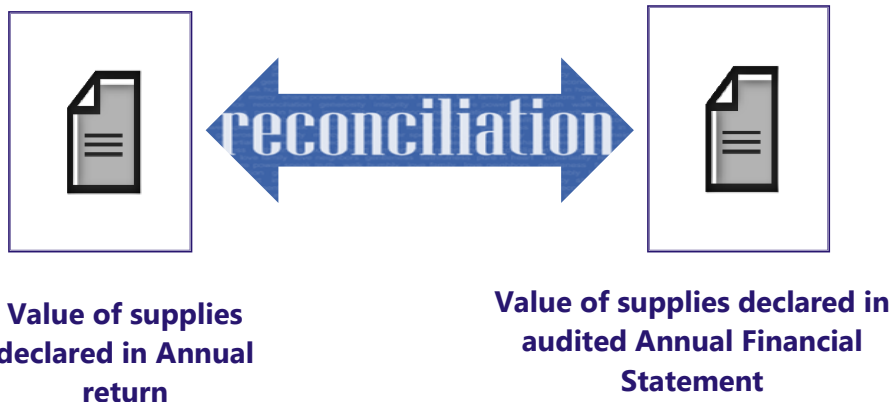 reconciliation
Value of supplies
declared in Annual
return
Value of supplies declared in
audited Annual Financial
Statement